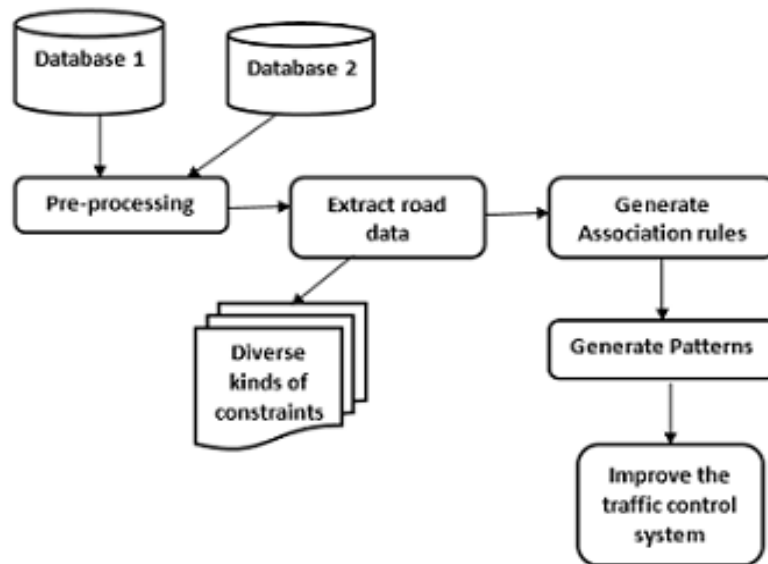 Database 1
Database 2
Pre-processing
Extract road
data
Generate
Association rules
Diverse
kinds of
constraints
Generate Patterns
Improve the
traffic control
system